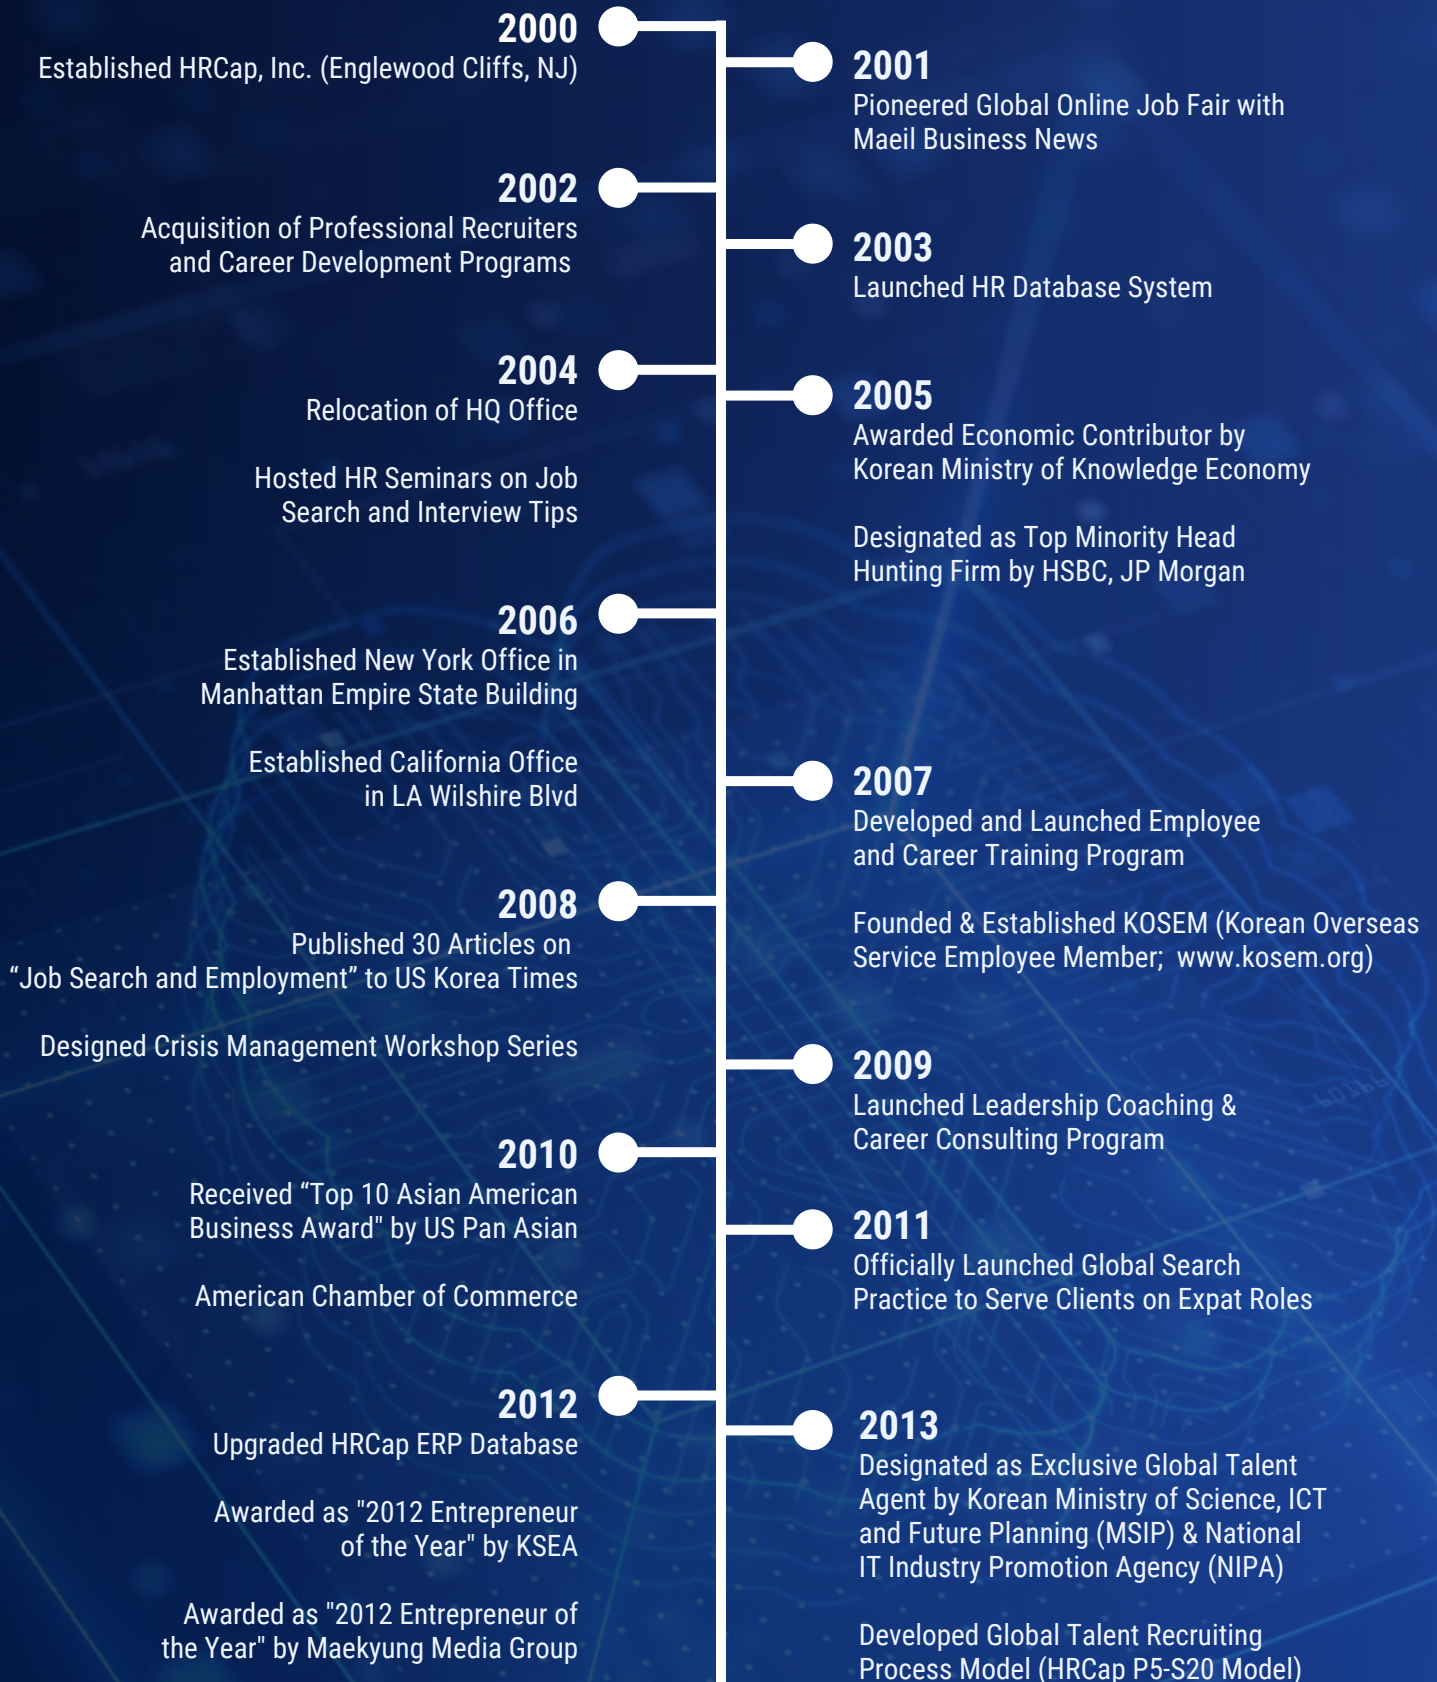 2000
Established HRCap, Inc. (Englewood Cliffs, NJ)
2001
Pioneered Global Online Job Fair with
Maeil Business News
2002
Acquisition of Professional Recruiters
and Career Development Programs
2003
Launched HR Database System
2004
Relocation of HQ Office
Hosted HR Seminars on Job
Search and Interview Tips
2005
Awarded Economic Contributor by
Korean Ministry of Knowledge Economy
Designated as Top Minority Head
Hunting Firm by HSBC, JP Morgan
2006
Established New York Office in
Manhattan Empire State Building
Established California Office
in LA Wilshire Blvd
2007
Developed and Launched Employee
and Career Training Program
Founded & Established KOSEM (Korean Overseas
Service Employee Member;  www.kosem.org)
2008
Published 30 Articles on
“Job Search and Employment” to US Korea Times
Designed Crisis Management Workshop Series
2009
Launched Leadership Coaching &
Career Consulting Program
2010
Received “Top 10 Asian American
Business Award" by US Pan Asian
American Chamber of Commerce
2011
Officially Launched Global Search
Practice to Serve Clients on Expat Roles
2012
Upgraded HRCap ERP Database
Awarded as "2012 Entrepreneur
of the Year" by KSEA
Awarded as "2012 Entrepreneur of
the Year" by Maekyung Media Group
2013
Designated as Exclusive Global Talent
Agent by Korean Ministry of Science, ICT
and Future Planning (MSIP) & National
IT Industry Promotion Agency (NIPA)
Developed Global Talent Recruiting
Process Model (HRCap P5-S20 Model)